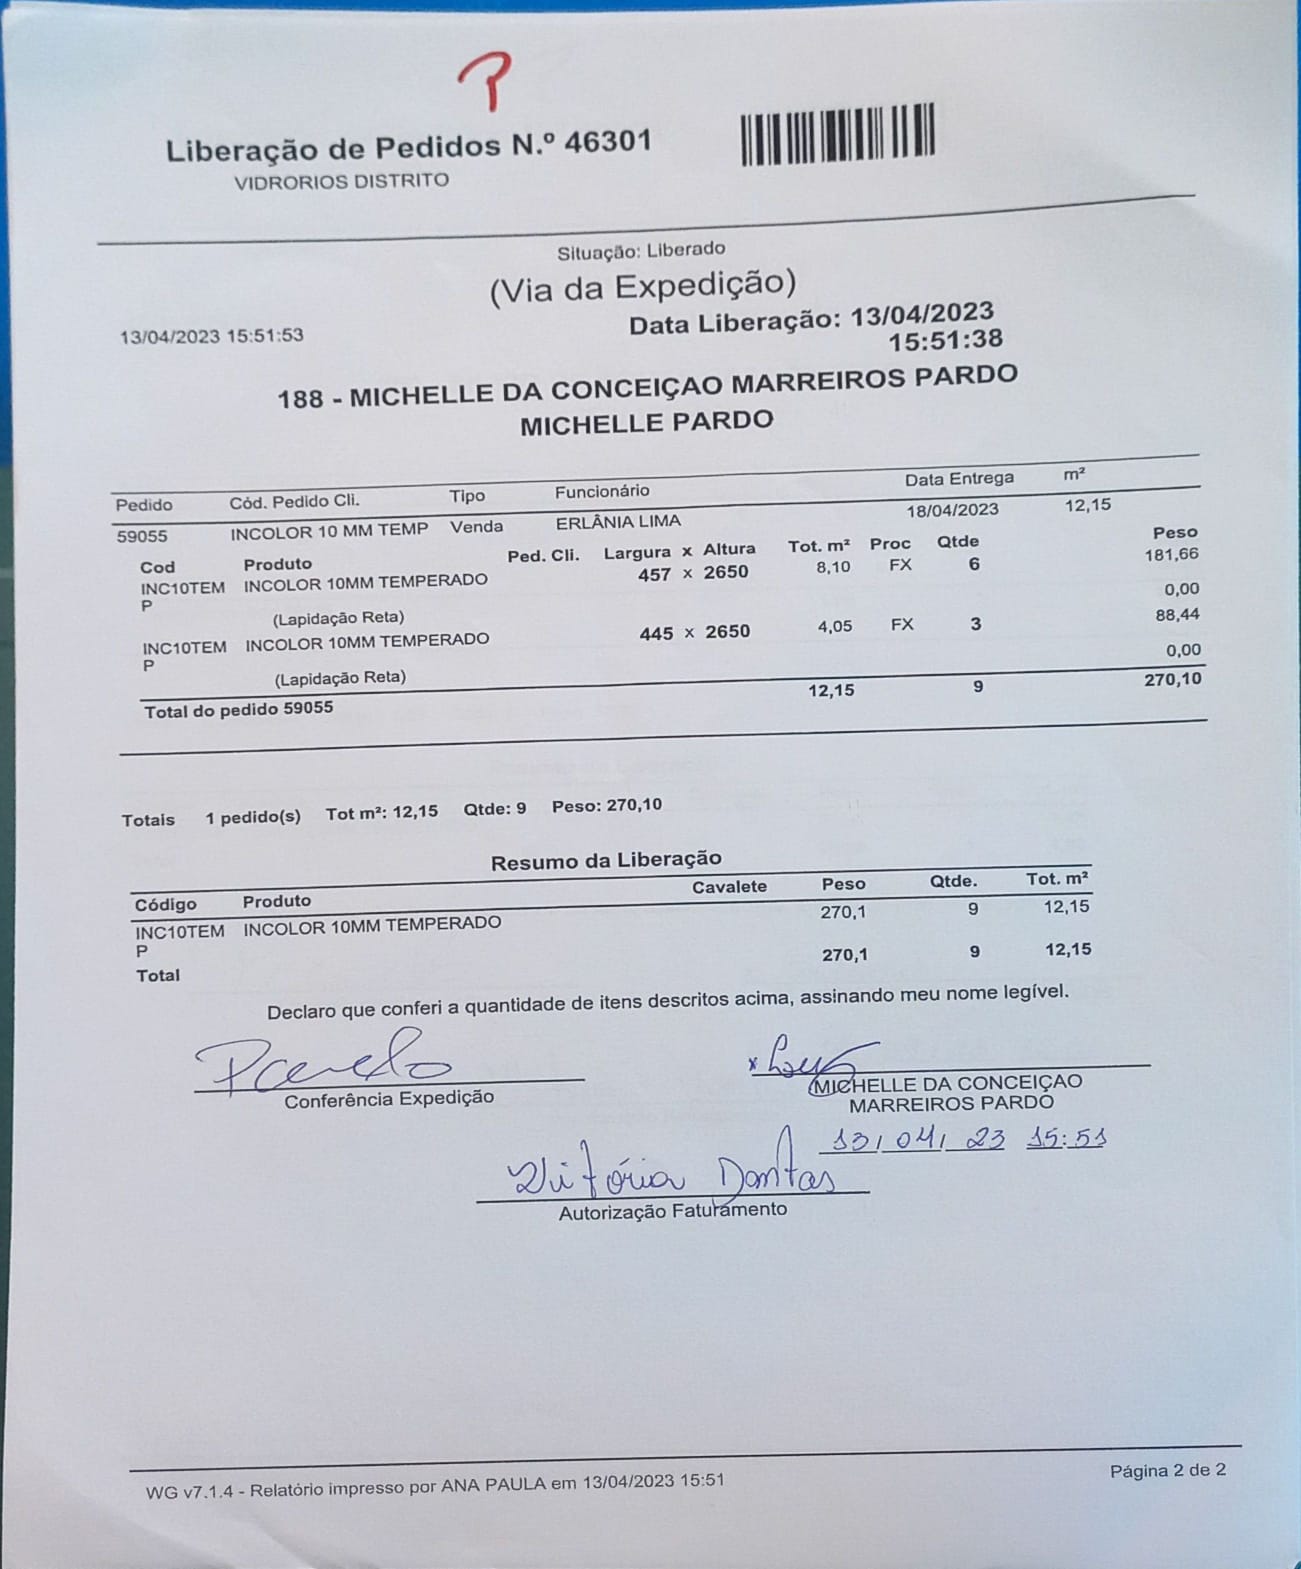 P
Liberação de Pedidos N.º 46301
VIDRORIOS DISTRITO
Situação: Liberado
(Via da Expedição)
13/04/2023 15:51:53
Data Liberação: 13/04/2023
15:51:38
188 - MICHELLE DA CONCEIÇAO MARREIROS PARDO
MICHELLE PARDO
Pedido Cód. Pedido Cli. Tipo Funcionário Data Entrega m²
59055 INCOLOR 10 MM TEMP Venda ERLÂNIA LIMA 18/04/2023 12,15
Cod Produto Ped. Cli. Largura x Altura Tot. m² Proc Qtde Peso
INC10TEM INCOLOR 10MM TEMPERADO 457 x 2650 8,10 FX 6 181,66
P
(Lapidação Reta) 0,00
INC10TEM INCOLOR 10MM TEMPERADO 445 x 2650 4,05 FX 3 88,44
P
(Lapidação Reta) 0,00
Total do pedido 59055 12,15 9 270,10
Totais 1 pedido(s) Tot m²: 12,15 Qtde: 9 Peso: 270,10
Resumo da Liberação
Código Produto Cavalete Peso Qtde. Tot. m²
INC10TEM INCOLOR 10MM TEMPERADO 270,1 9 12,15
P
Total 270,1 9 12,15
Declaro que conferi a quantidade de itens descritos acima, assinando meu nome legível.
Conferência Expedição
x
MICHELLE DA CONCEIÇAO
MARREIROS PARDO
13/04/23 15:51
Vitória Dantas
Autorização Faturamento
WG v7.1.4 - Relatório impresso por ANA PAULA em 13/04/2023 15:51
Página 2 de 2